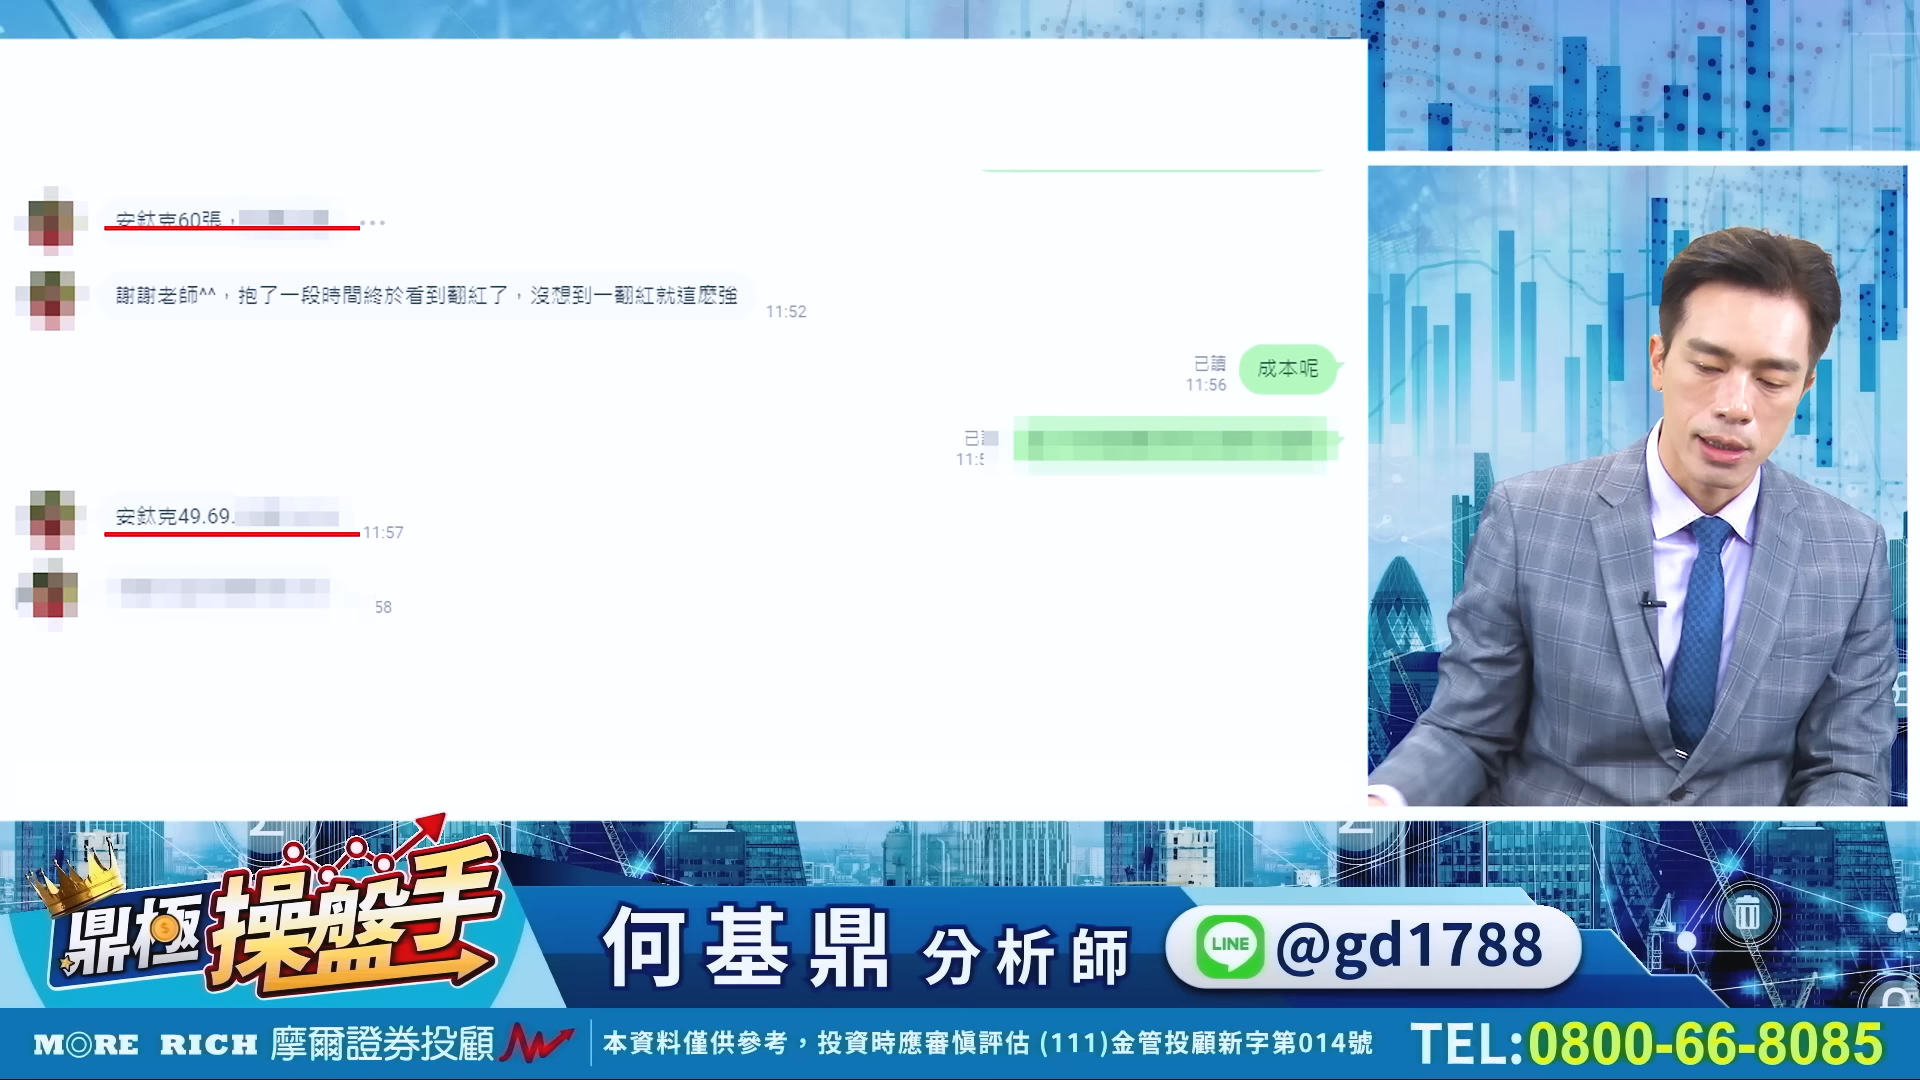 安鈦克60張，
謝謝老師^^，抱了一段時間終於看到翻紅了，沒想到一翻紅就這麼強
11:52
已讀
11:56
成本呢
已
11:5
安鈦克49.69.
11:57
58
鼎極操盤手
何基鼎 分析師
LINE @gd1788
MORE RICH 摩爾證券投顧
本資料僅供參考，投資時應審慎評估 (111)金管投顧新字第014號
TEL:0800-66-8085